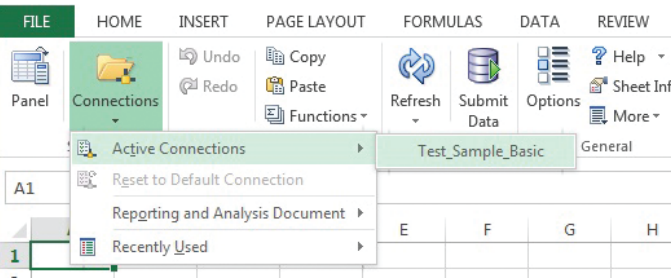 FILE HOME INSERT PAGE LAYOUT FORMULAS DATA REVIEW
Panel
Connections
Undo
Redo
Copy
Paste
Functions
Refresh
Submit
Data
Options
Help
Sheet Inf
More
General
Active Connections
Test_Sample_Basic
Reset to Default Connection
Reporting and Analysis Document
Recently Used
A1
E F G H
1